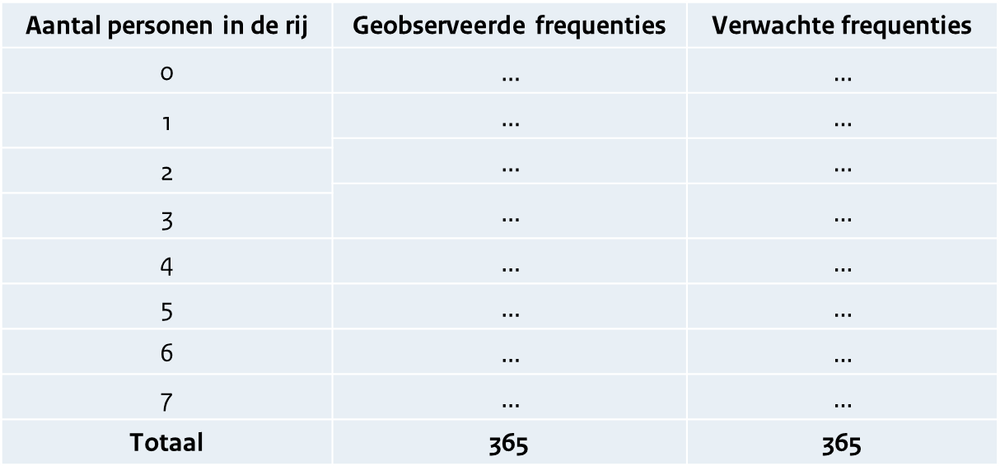 Aantal personen in de rij Geobserveerde frequenties Verwachte frequenties
0 ... ...
1 ... ...
2 ... ...
3 ... ...
4 ... ...
5 ... ...
6 ... ...
7 ... ...
Totaal 365 365